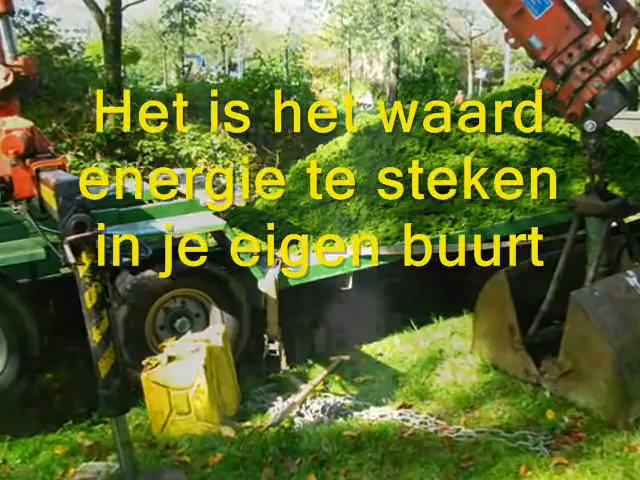 Het is het waard
energie te steken
in je eigen buurt